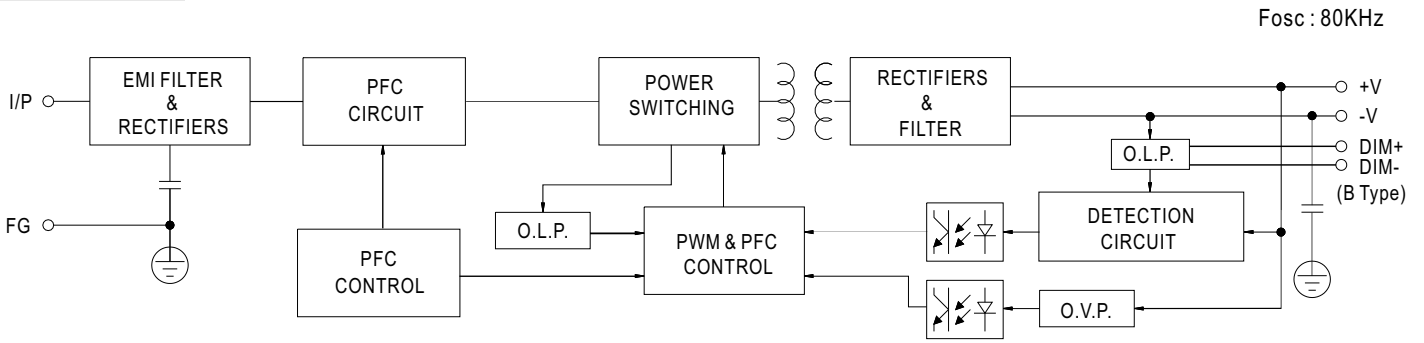 Fosc : 80KHz
I/P
EMI FILTER
&
RECTIFIERS
PFC
CIRCUIT
POWER
SWITCHING
RECTIFIERS
&
FILTER
+V
-V
O.L.P.
DIM+
DIM-
(B Type)
FG
PFC
CONTROL
O.L.P.
PWM & PFC
CONTROL
DETECTION
CIRCUIT
O.V.P.